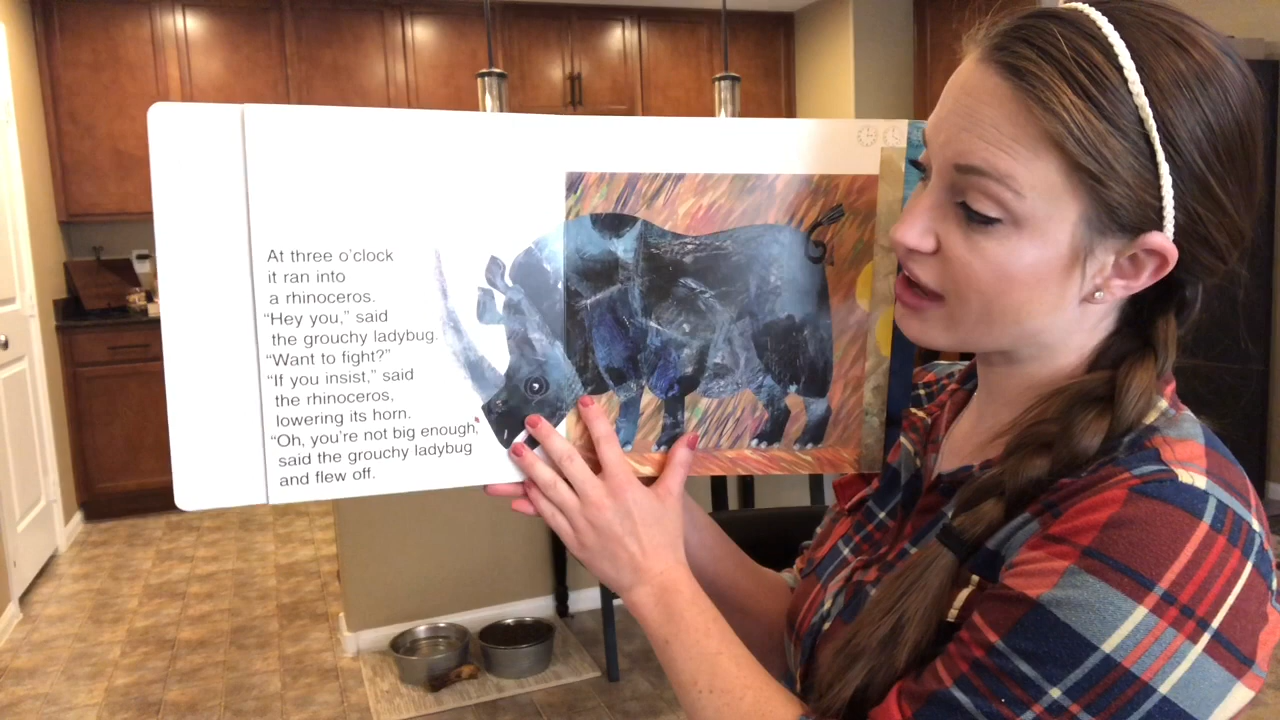 At three o'clock
it ran into
a rhinoceros.
"Hey you," said
the grouchy ladybug.
"Want to fight?"
"If you insist," said
the rhinoceros,
lowering its horn.
"Oh, you're not big enough,"
said the grouchy ladybug
and flew off.